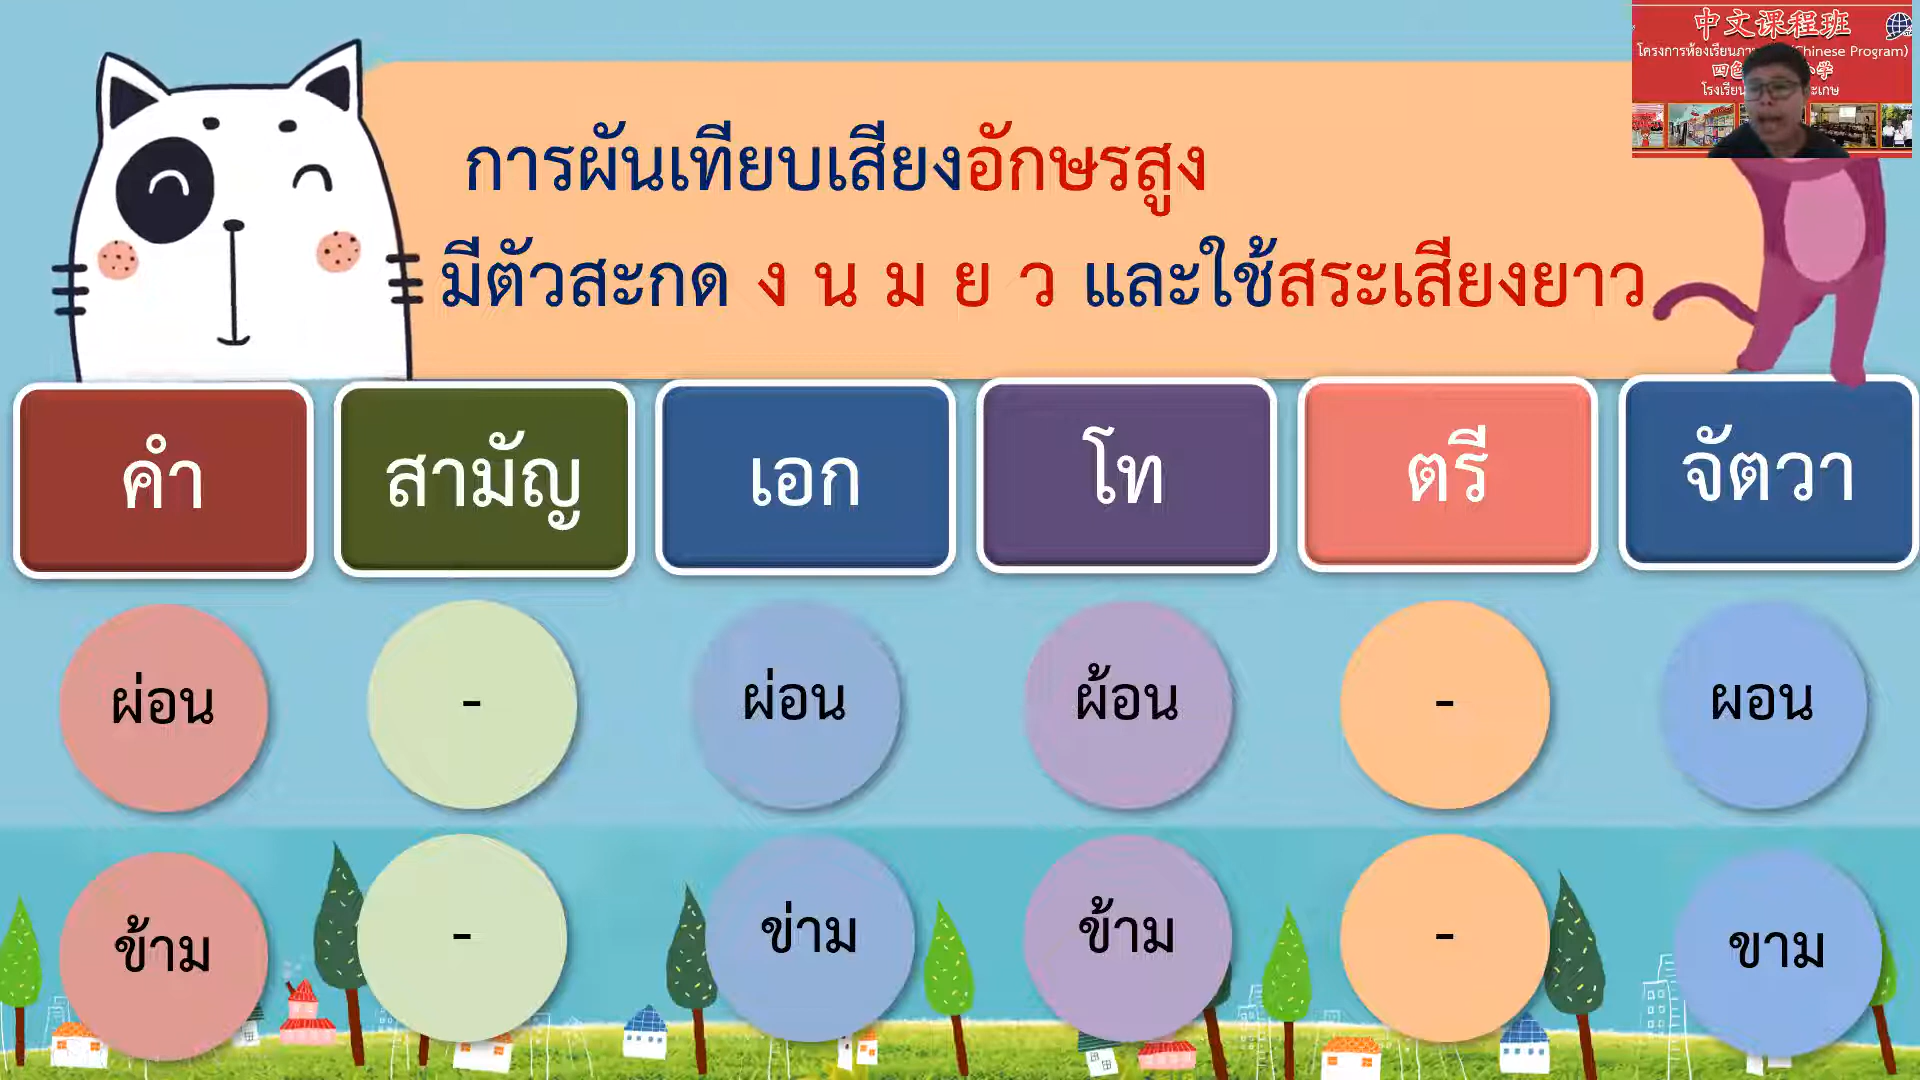 中文课程班
(Chinese Program)
การผันเทียบเสียงอักษรสูง
มีตัวสะกด ง น ม ย ว และใช้สระเสียงยาว
คำ สามัญ เอก โท ตรี จัตวา
ผ่อน - ผ่อน ผ้อน - ผอน
ข้าม - ข่าม ข้าม - ขาม